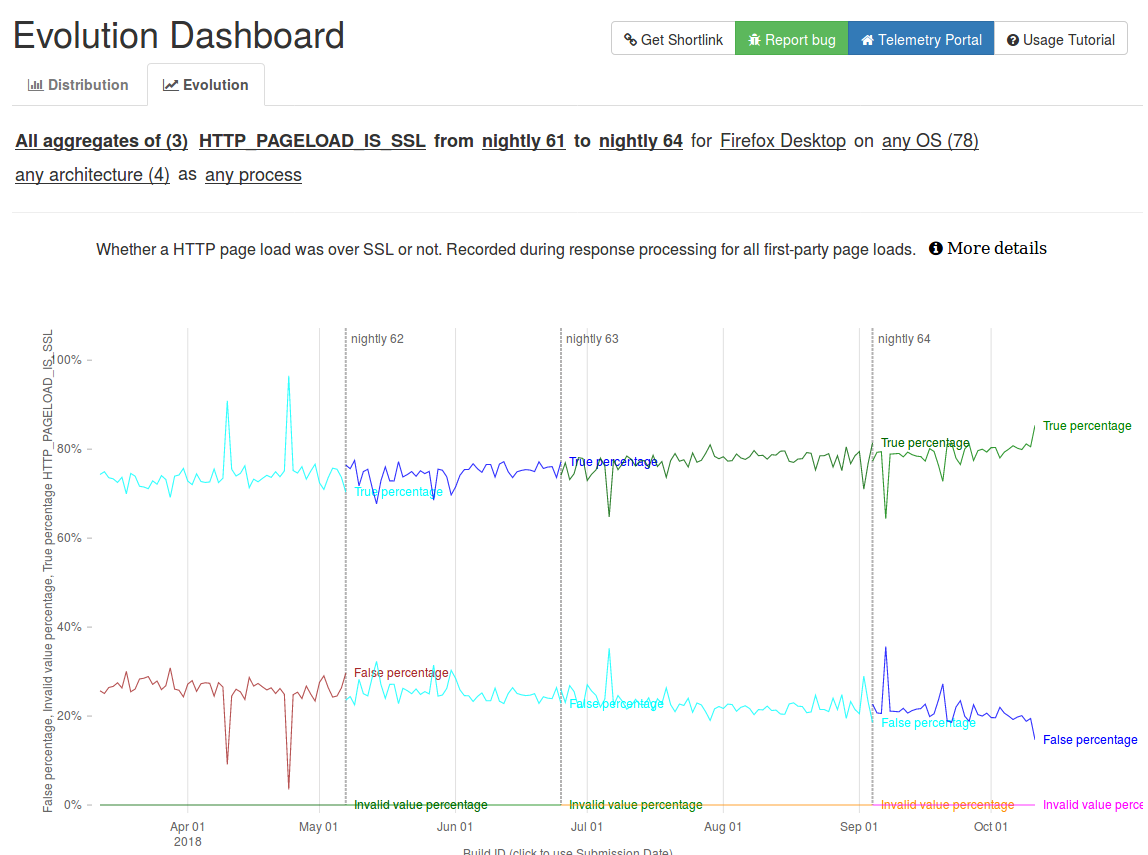 Evolution Dashboard
Get Shortlink Report bug Telemetry Portal Usage Tutorial
Distribution Evolution
All aggregates of (3) HTTP_PAGELOAD_IS_SSL from nightly 61 to nightly 64 for Firefox Desktop on any OS (78)
any architecture (4) as any process
Whether a HTTP page load was over SSL or not. Recorded during response processing for all first-party page loads. More details
False percentage, Invalid value percentage, True percentage HTTP_PAGELOAD_IS_SSL
nightly 62 nightly 63 nightly 64
100%
True percentage
80% True percentage True percentage
True percentage
60%
40%
False percentage
20% False percentage False percentage
False percentage
0% Invalid value percentage Invalid value percentage Invalid value percentage Invalid value perce
Apr 01 May 01 Jun 01 Jul 01 Aug 01 Sep 01 Oct 01
2018
Build ID (click to use Submission Date)